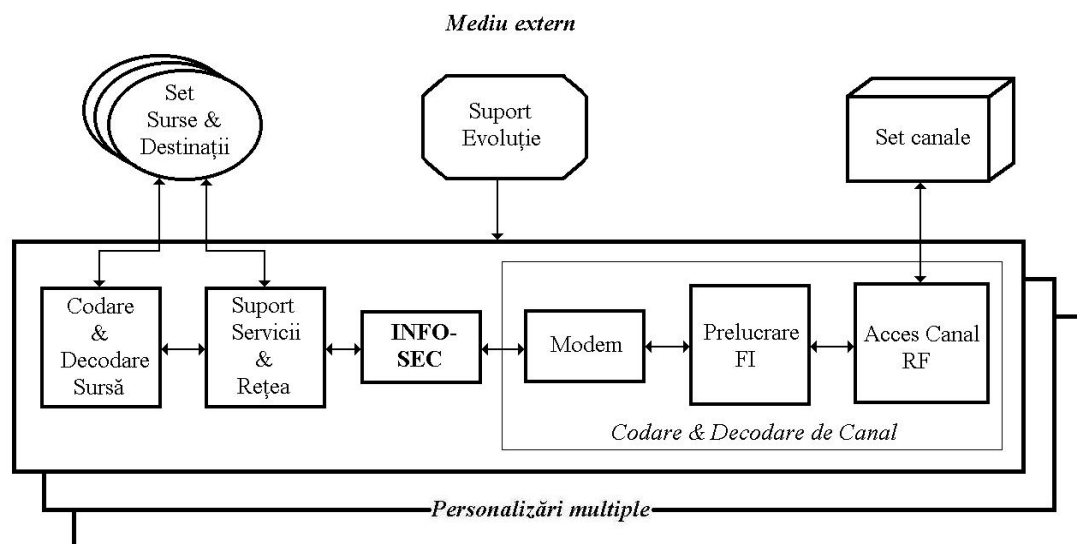 Mediu extern
Set
Surse &
Destinații
Suport
Evoluție
Set canale
Codare
&
Decodare
Sursă
Suport
Servicii
&
Rețea
INFO-
SEC
Modem
Prelucrare
FI
Acces Canal
RF
Codare & Decodare de Canal
Personalizări multiple